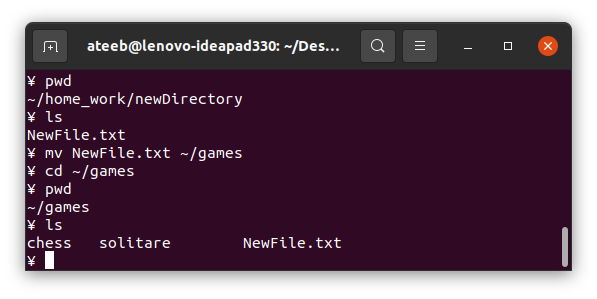 ateeb@lenovo-ideapad330: ~/Des...
¥ pwd
~/home_work/newDirectory
¥ ls
NewFile.txt
¥ mv NewFile.txt ~/games
¥ cd ~/games
¥ pwd
~/games
¥ ls
chess   solitare        NewFile.txt
¥